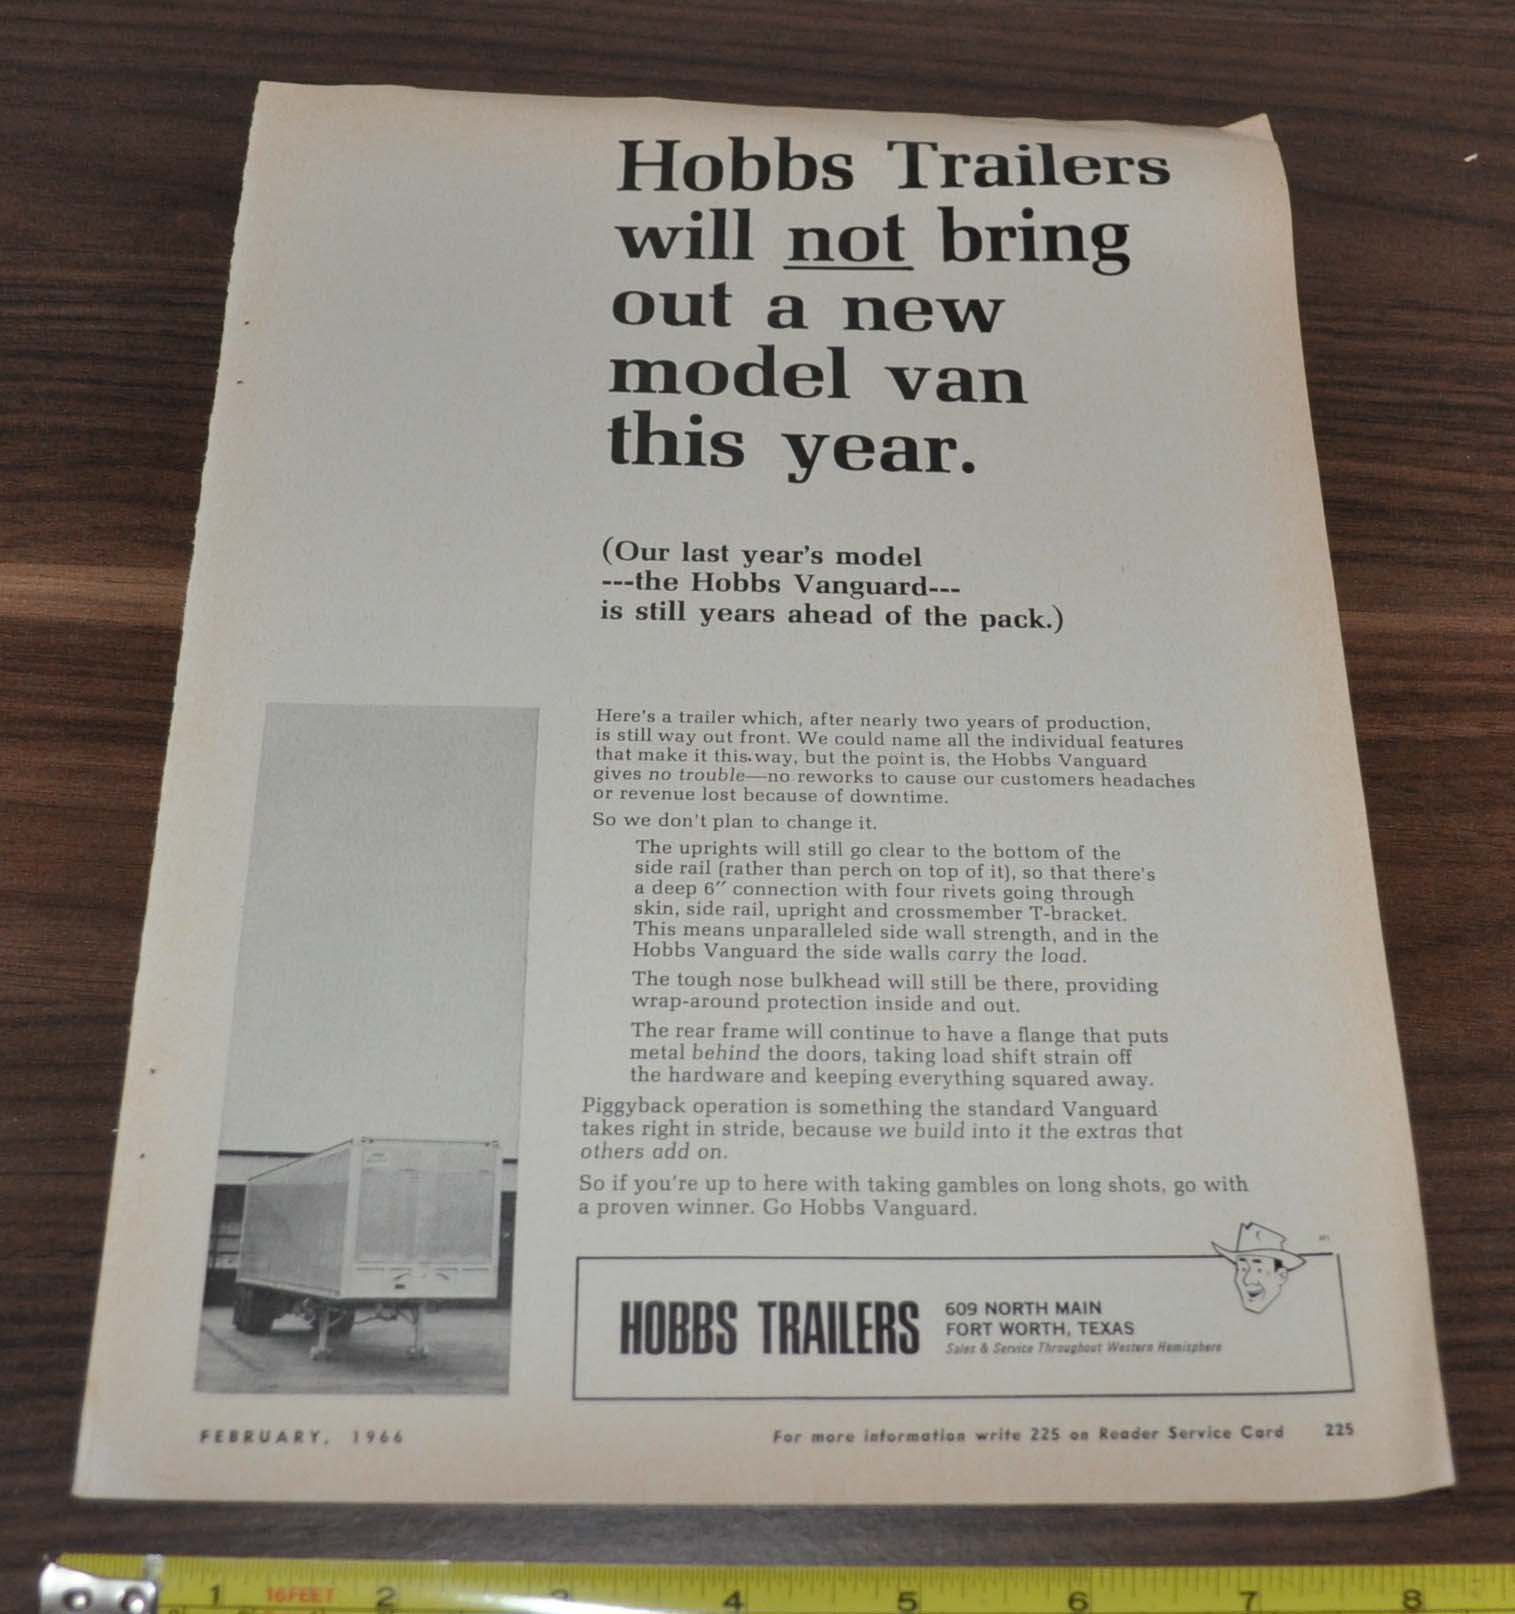 Hobbs Trailers
will not bring
out a new
model van
this year.
(Our last year's model
---the Hobbs Vanguard---
is still years ahead of the pack.)
Here's a trailer which, after nearly two years of production,
is still way out front. We could name all the individual features
that make it this way, but the point is, the Hobbs Vanguard
gives no trouble—no reworks to cause our customers headaches
or revenue lost because of downtime.
So we don't plan to change it.
The uprights will still go clear to the bottom of the
side rail (rather than perch on top of it), so that there's
a deep 6" connection with four rivets going through
skin, side rail, upright and crossmember T-bracket.
This means unparalleled side wall strength, and in the
Hobbs Vanguard the side walls carry the load.
The tough nose bulkhead will still be there, providing
wrap-around protection inside and out.
The rear frame will continue to have a flange that puts
metal behind the doors, taking load shift strain off
the hardware and keeping everything squared away.
Piggyback operation is something the standard Vanguard
takes right in stride, because we build into it the extras that
others add on.
So if you're up to here with taking gambles on long shots, go with
a proven winner. Go Hobbs Vanguard.
HOBBS TRAILERS
609 NORTH MAIN
FORT WORTH, TEXAS
Sales & Service Throughout Western Hemisphere
FEBRUARY, 1966
For more information write 225 on Reader Service Card 225
1 16FEET 2 3 4 5 6 7 8